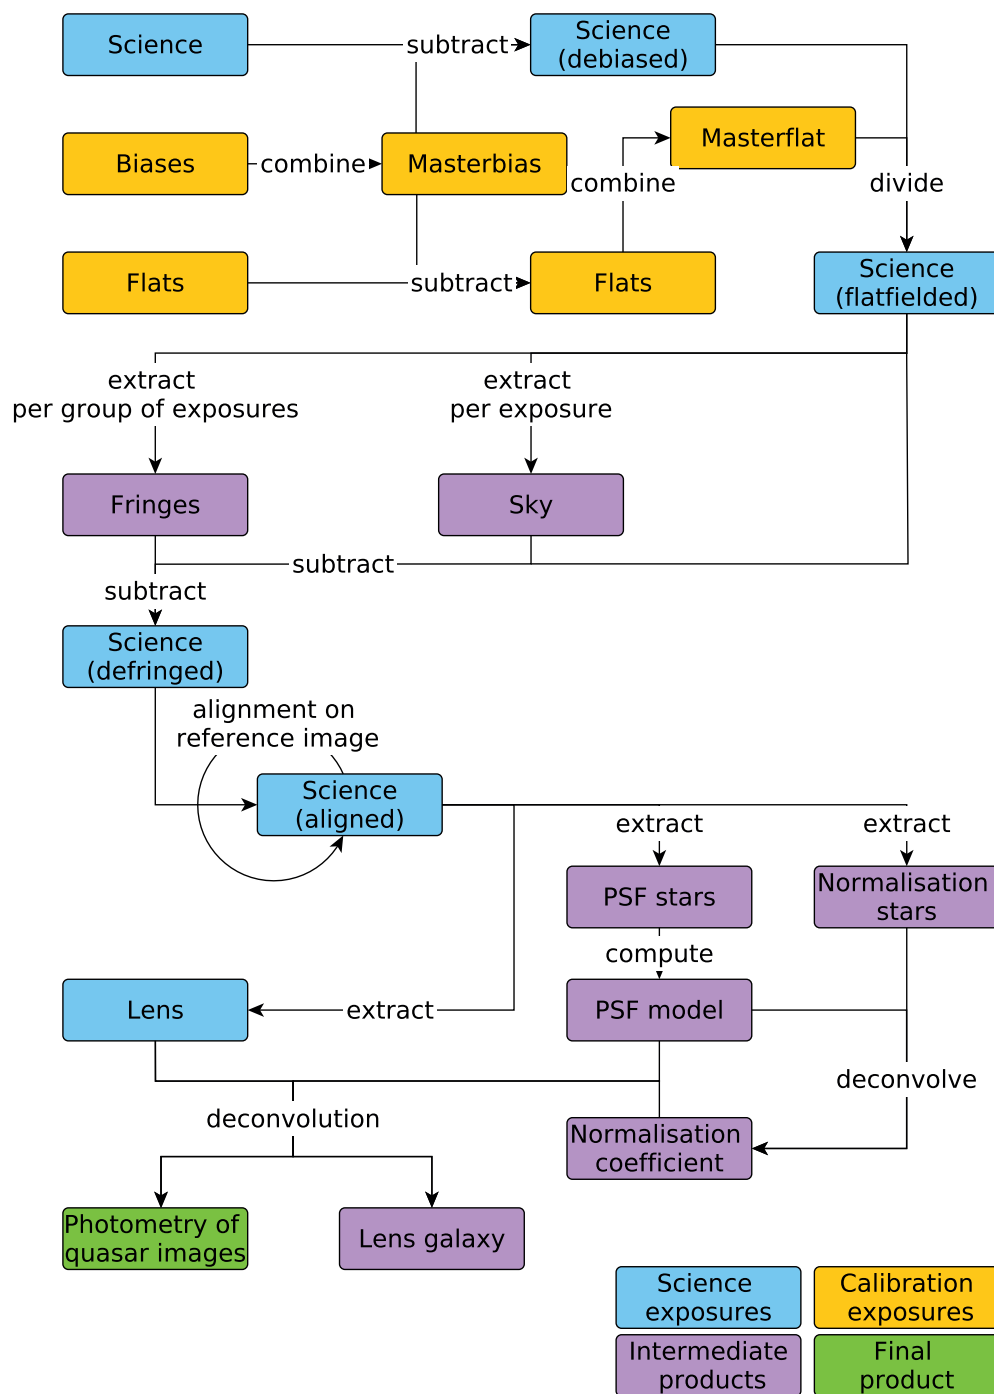 Science
subtract
Science
(debiased)
Biases
combine
Masterbias
combine
Masterflat
divide
Flats
subtract
Flats
Science
(flatfielded)
extract
per group of exposures
extract
per exposure
Fringes
Sky
subtract
subtract
Science
(defringed)
alignment on
reference image
Science
(aligned)
extract
extract
PSF stars
Normalisation
stars
compute
Lens
extract
PSF model
deconvolve
deconvolution
Normalisation
coefficient
Photometry of
quasar images
Lens galaxy
Science
exposures
Calibration
exposures
Intermediate
products
Final
product